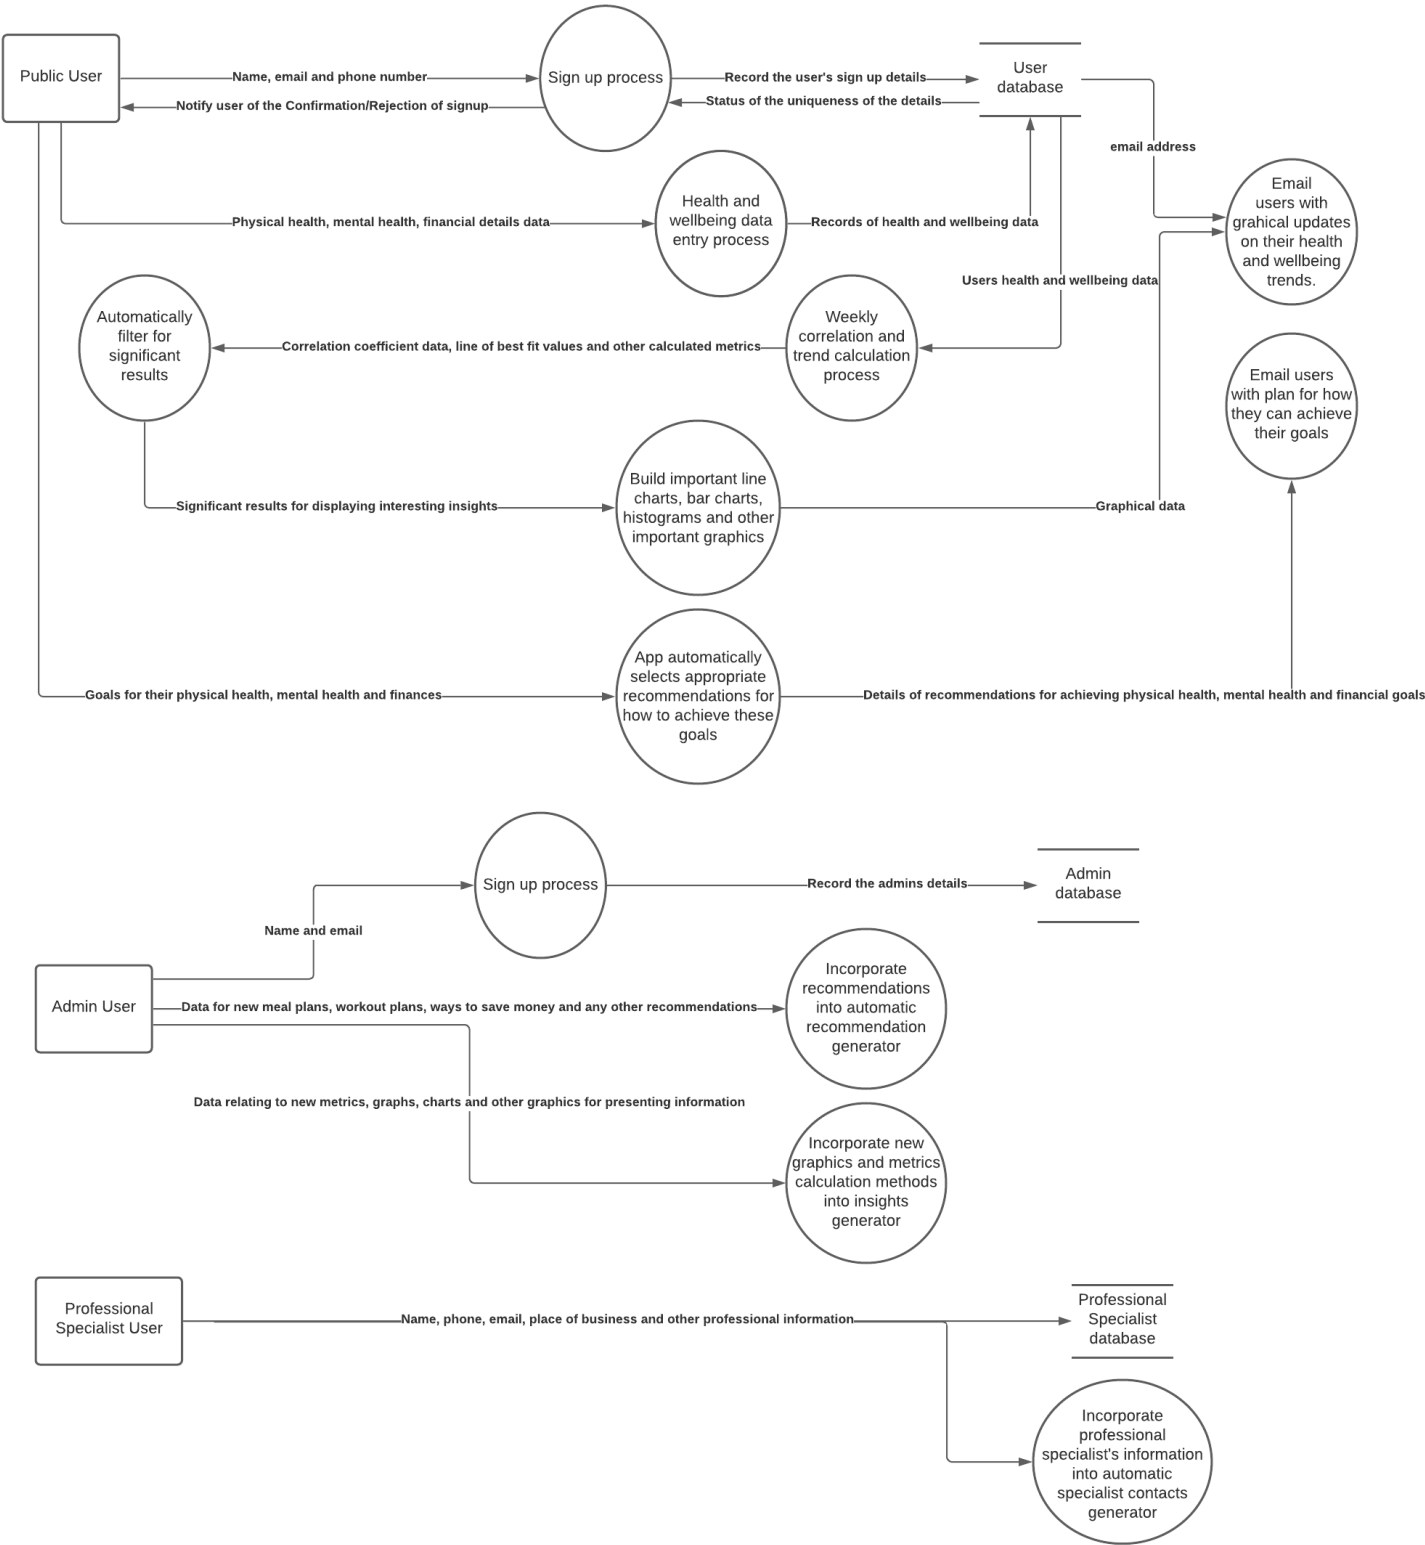 Public User
Name, email and phone number
Sign up process
Record the user's sign up details
User
database
Notify user of the Confirmation/Rejection of signup
Status of the uniqueness of the details
email address
Email
users with
grahical updates
on their health
and wellbeing
trends.
Physical health, mental health, financial details data
Health and
wellbeing data
entry process
Records of health and wellbeing data
Users health and wellbeing data
Automatically
filter for
significant
results
Correlation coefficient data, line of best fit values and other calculated metrics
Weekly
correlation and
trend calculation
process
Email users
with plan for how
they can achieve
their goals
Significant results for displaying interesting insights
Build important line
charts, bar charts,
histograms and other
important graphics
Graphical data
Goals for their physical health, mental health and finances
App automatically
selects appropriate
recommendations for
how to achieve these
goals
Details of recommendations for achieving physical health, mental health and financial goals
Sign up process
Record the admins details
Admin
database
Name and email
Admin User
Data for new meal plans, workout plans, ways to save money and any other recommendations
Incorporate
recommendations
into automatic
recommendation
generator
Data relating to new metrics, graphs, charts and other graphics for presenting information
Incorporate new
graphics and metrics
calculation methods
into insights
generator
Professional
Specialist User
Name, phone, email, place of business and other professional information
Professional
Specialist
database
Incorporate
professional
specialist's information
into automatic
specialist contacts
generator